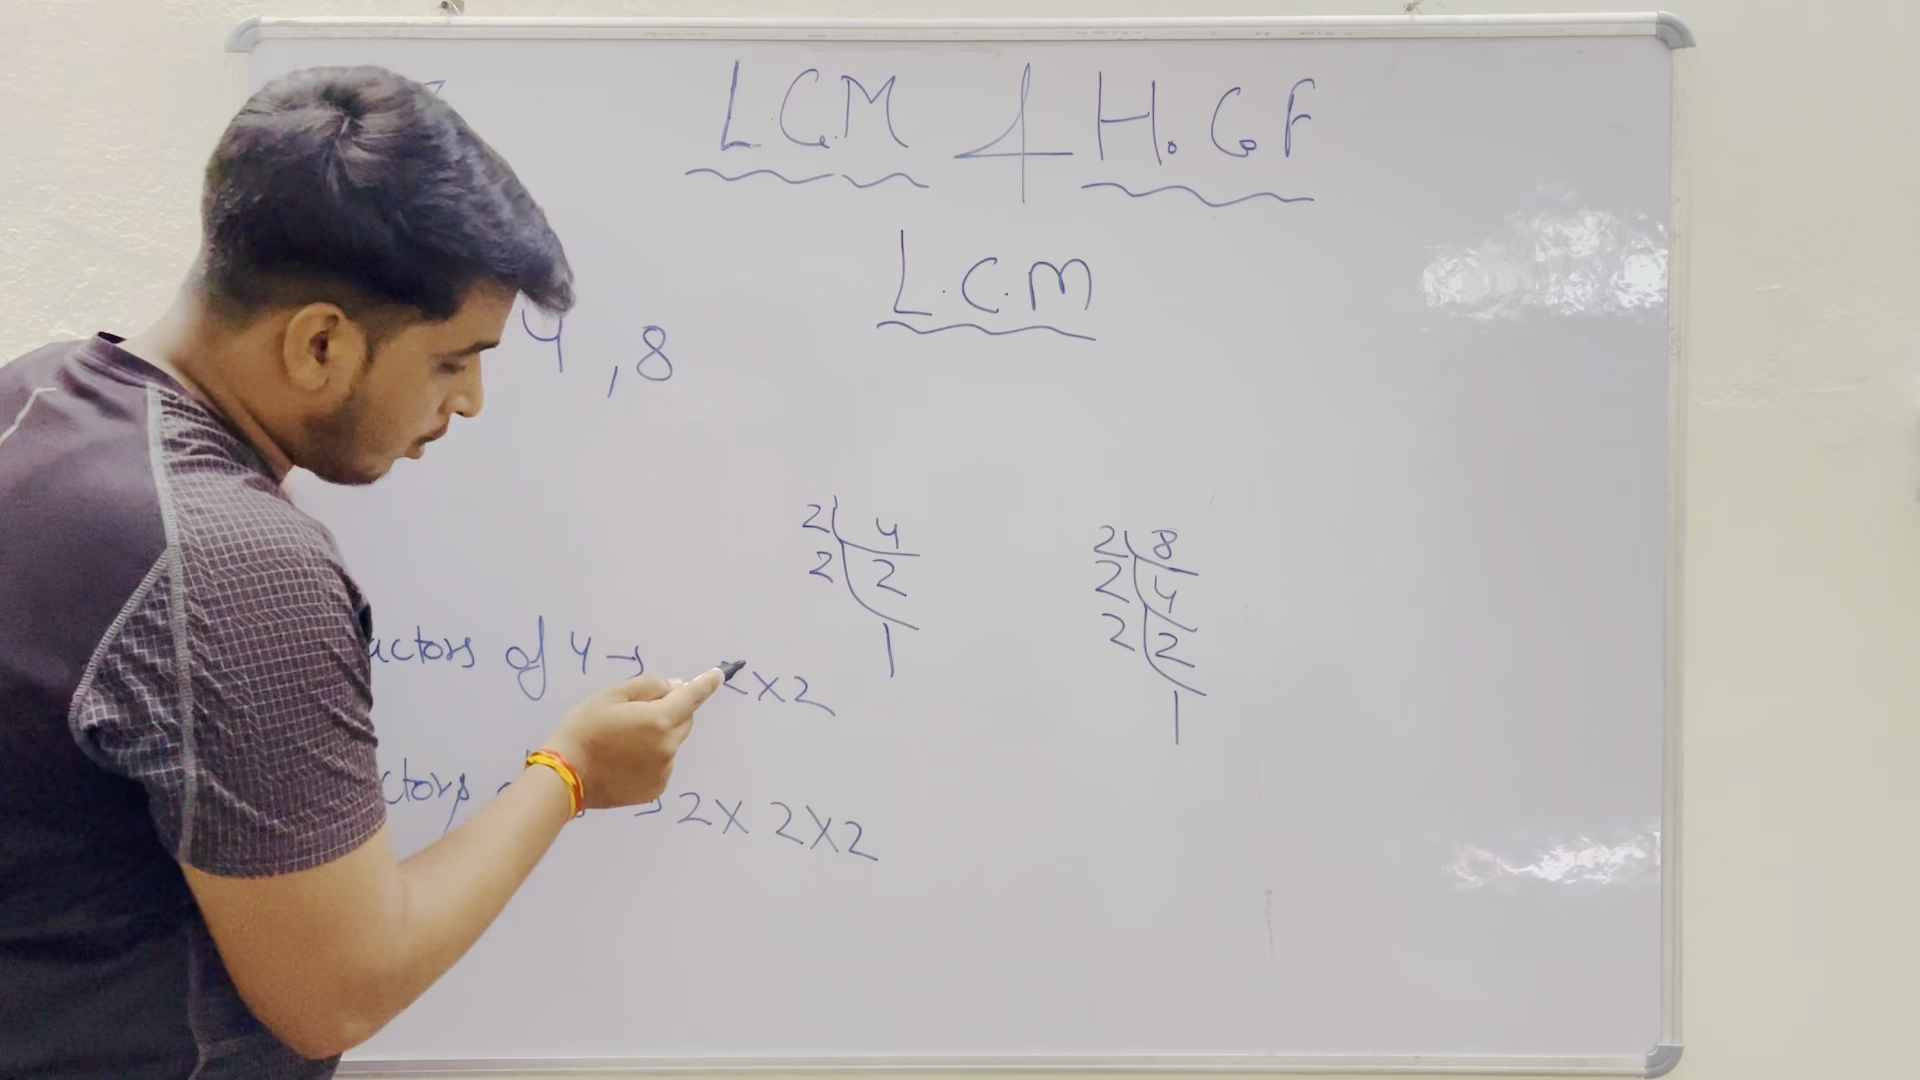 L.C.M & H.C.F
L.C.M
4, 8
2 4
2 2
1
2 8
2 4
2 2
1
actors of 4 → 2x2
ctors → 2x 2x2